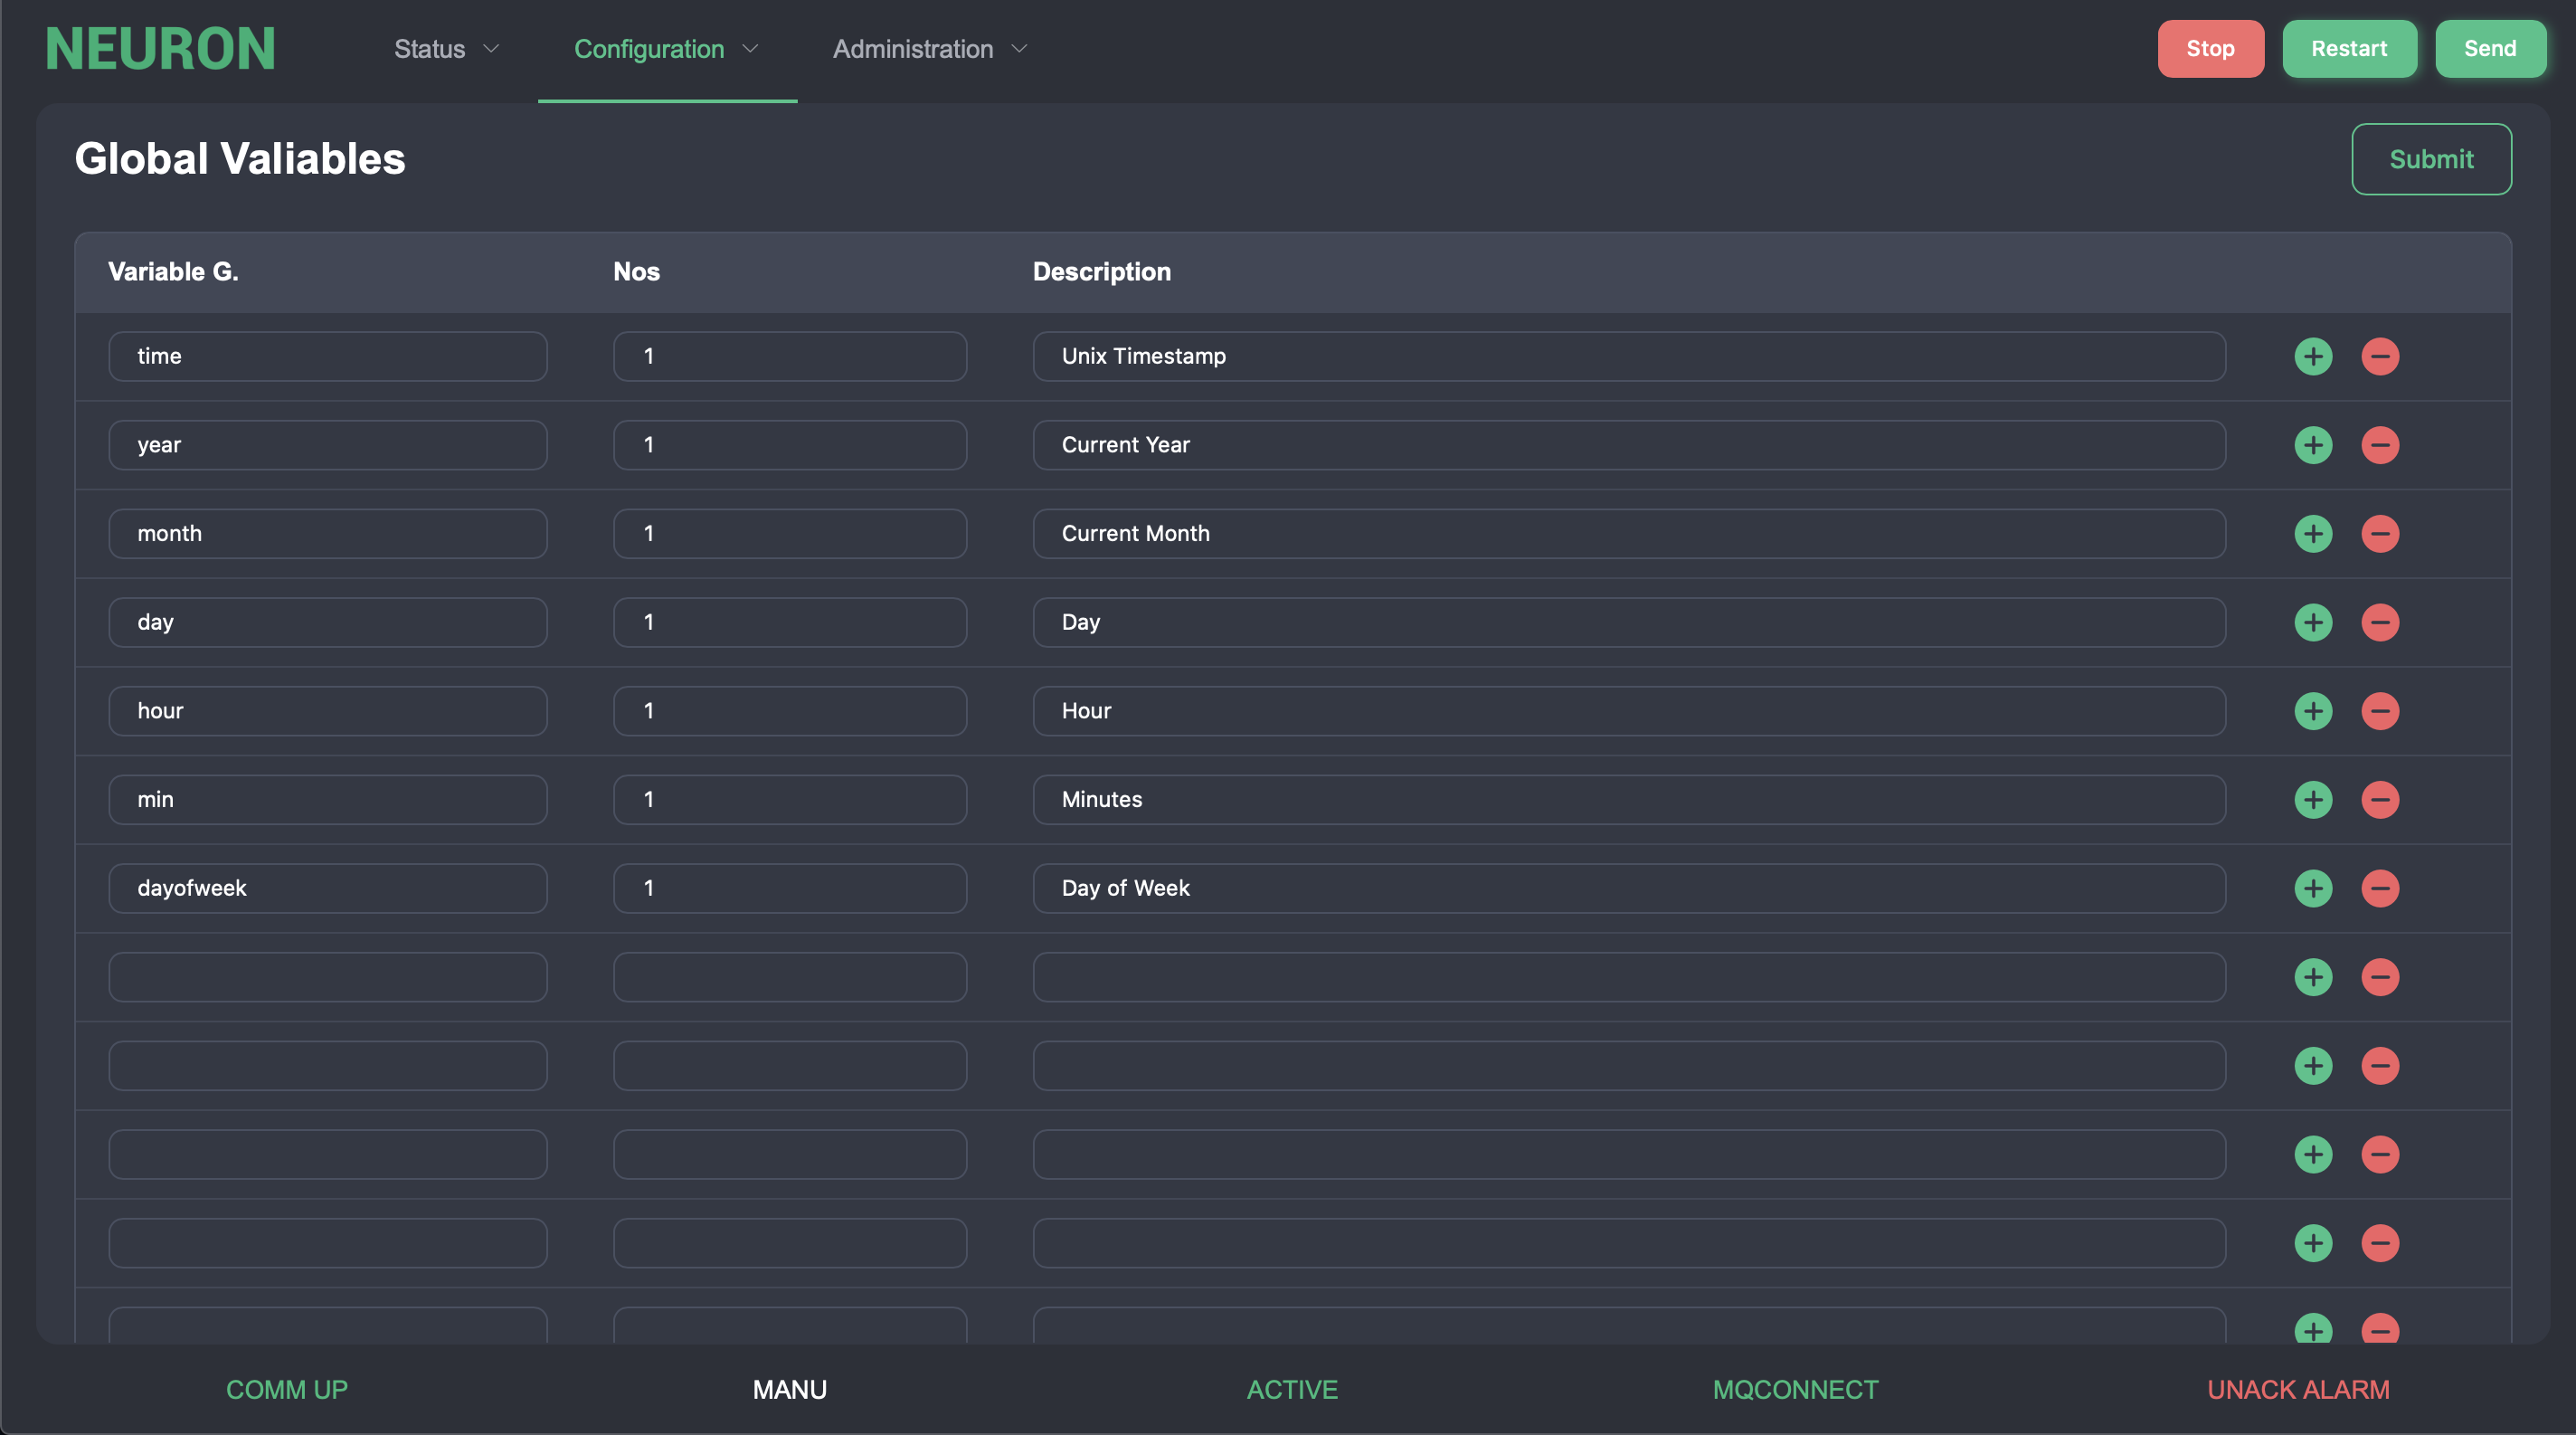 NEURON Status Configuration Administration Stop Restart Send
Global Valiables Submit
Variable G. Nos Description
time 1 Unix Timestamp
year 1 Current Year
month 1 Current Month
day 1 Day
hour 1 Hour
min 1 Minutes
dayofweek 1 Day of Week
COMM UP MANU ACTIVE MQCONNECT UNACK ALARM